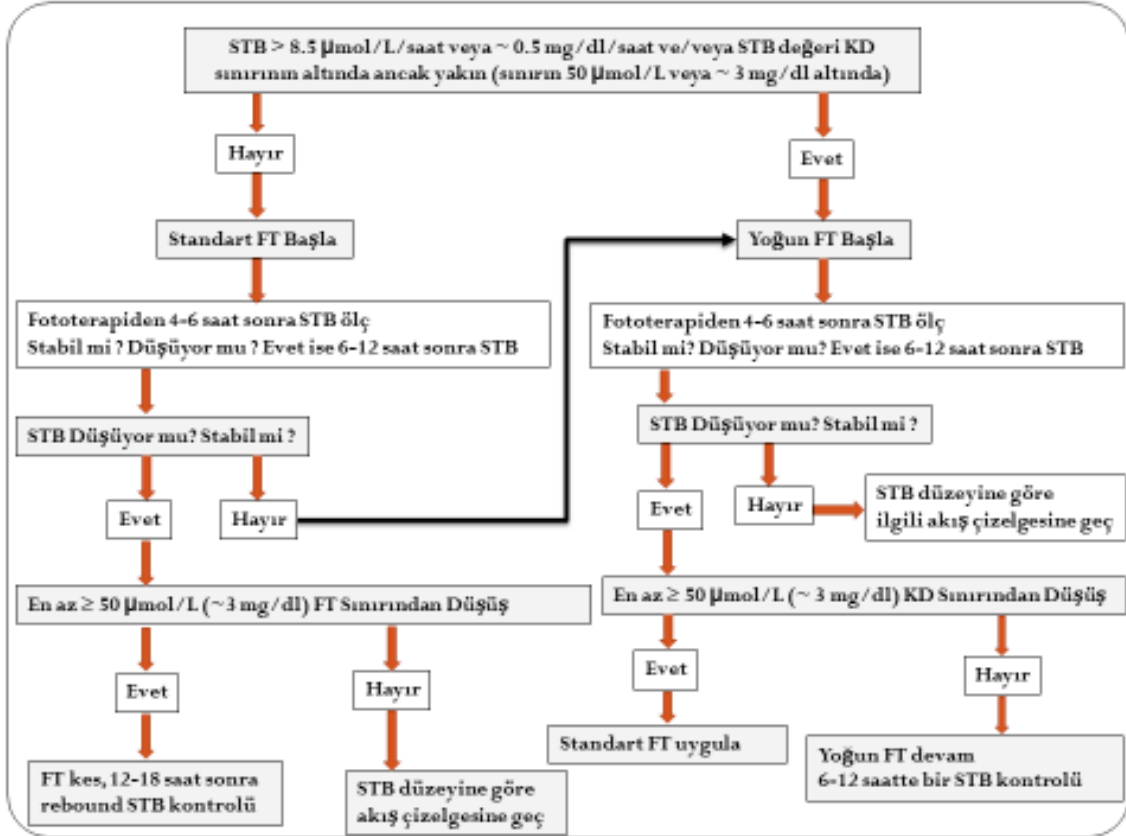 STB > 8.5 µmol/L/saat veya ~ 0.5 mg/dl/saat ve/veya STB değeri KD
sınırının altında ancak yakın (sınırın 50 µmol/L veya ~ 3 mg/dl altında)
Hayır
Evet
Standart FT Başla
Yoğun FT Başla
Fototerapiden 4-6 saat sonra STB ölç
Stabil mi ? Düşüyor mu ? Evet ise 6-12 saat sonra STB
Fototerapiden 4-6 saat sonra STB ölç
Stabil mi? Düşüyor mu? Evet ise 6-12 saat sonra STB
STB Düşüyor mu? Stabil mi ?
STB Düşüyor mu? Stabil mi ?
Evet
Hayır
Evet
Hayır
STB düzeyine göre
ilgili akış çizelgesine geç
En az ≥ 50 µmol/L (~3 mg/dl) FT Sınırından Düşüş
En az ≥ 50 µmol/L (~ 3 mg/dl) KD Sınırından Düşüş
Evet
Hayır
Evet
Hayır
FT kes, 12-18 saat sonra
rebound STB kontrolü
STB düzeyine göre
akış çizelgesine geç
Standart FT uygula
Yoğun FT devam
6-12 saatte bir STB kontrolü